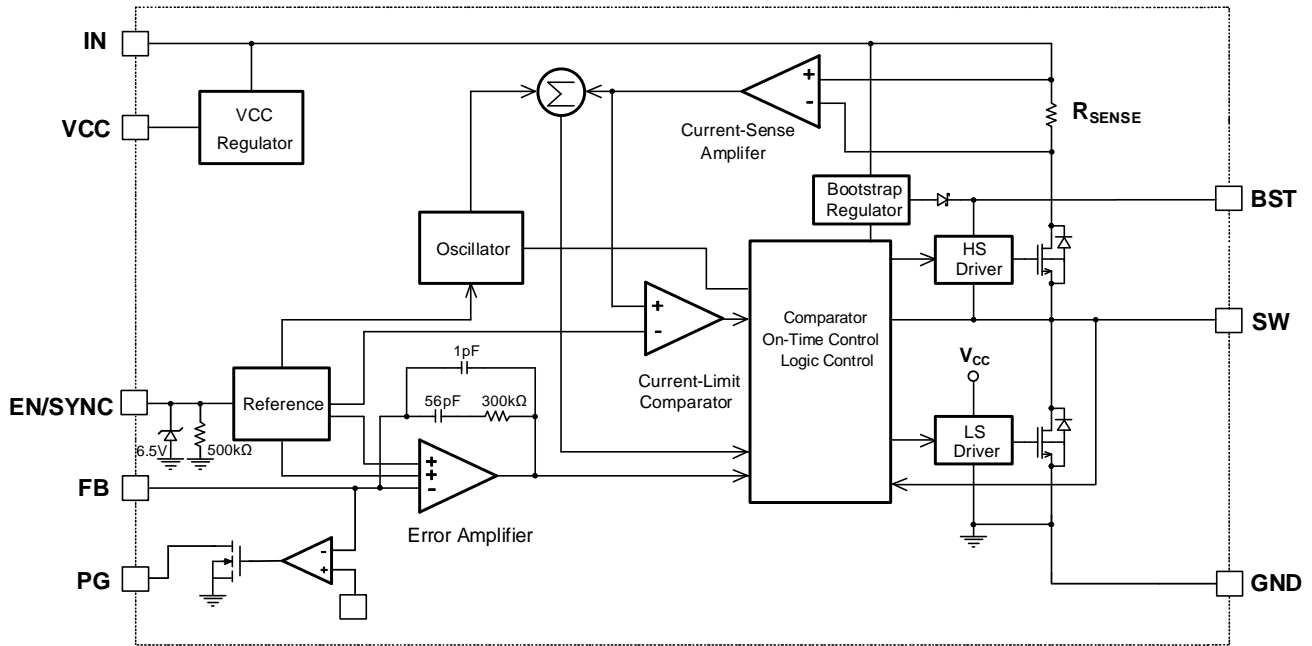 IN
VCC
VCC
Regulator
Σ
+
-
Current-Sense
Amplifer
RSENSE
Bootstrap
Regulator
BST
Oscillator
HS
Driver
+
-
Comparator
On-Time Control
Logic Control
SW
1pF
Current-Limit
Comparator
VCC
EN/SYNC
Reference
56pF
300kΩ
6.5V
500kΩ
LS
Driver
FB
+
+
-
Error Amplifier
PG
-
+
GND